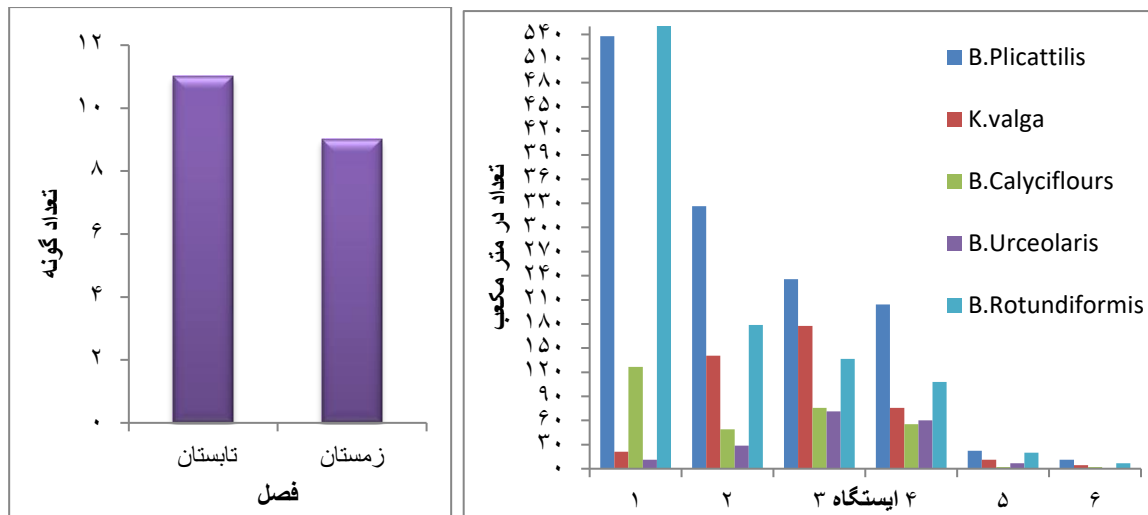 ۱۲
۱۰
۸
۶
۴
۲
۰
تعداد گونه
تابستان
زمستان
فصل
۵۴۰
۵۱۰
۴۸۰
۴۵۰
۴۲۰
۳۹۰
۳۶۰
۳۳۰
۳۰۰
۲۷۰
۲۴۰
۲۱۰
۱۸۰
۱۵۰
۱۲۰
۹۰
۶۰
۳۰
۰
تعداد در متر مکعب
B.Plicattilis
K.valga
B.Calyciflours
B.Urceolaris
B.Rotundiformis
۱
۲
۳
۴
۵
۶
ایستگاه